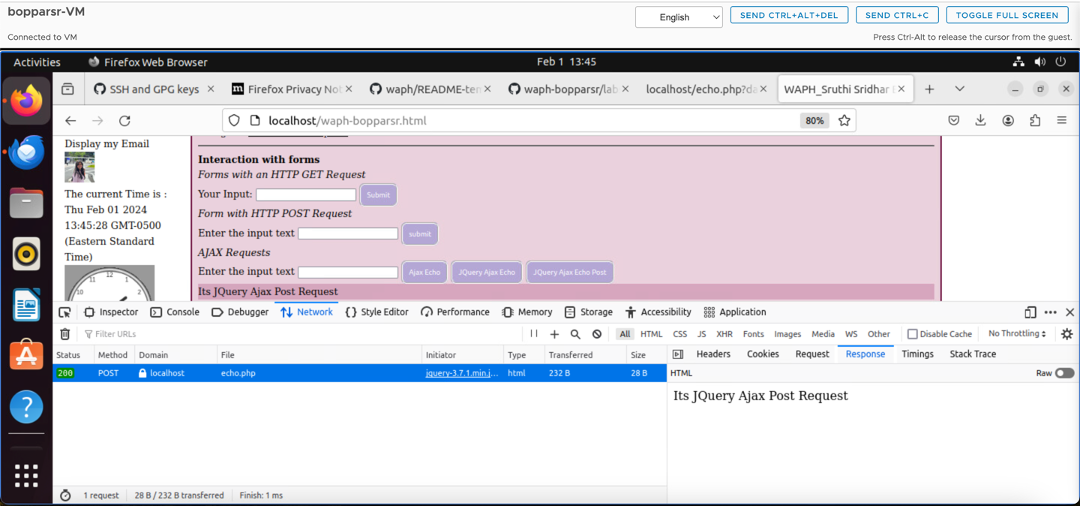 bopparsr-VM
English
SEND CTRL+ALT+DEL
SEND CTRL+C
TOGGLE FULL SCREEN
Connected to VM
Press Ctrl-Alt to release the cursor from the guest.
Activities
Firefox Web Browser
Feb 1 13:45
SSH and GPG keys
Firefox Privacy Not
waph/README-ten
waph-bopparsr/lab
localhost/echo.php?da
WAPH_Sruthi Sridhar
localhost/waph-bopparsr.html
80%
Display my Email
The current Time is :
Thu Feb 01 2024
13:45:28 GMT-0500
(Eastern Standard
Time)
11 12 1
10 2
Interaction with forms
Forms with an HTTP GET Request
Your Input: Submit
Form with HTTP POST Request
Enter the input text submit
AJAX Requests
Enter the input text Ajax Echo JQuery Ajax Echo JQuery Ajax Echo Post
Its JQuery Ajax Post Request
Inspector Console Debugger Network Style Editor Performance Memory Storage Accessibility Application
Filter URLs
All HTML CSS JS XHR Fonts Images Media WS Other Disable Cache No Throttling
Status Method Domain File Initiator Type Transferred Size
200 POST localhost echo.php jquery-3.7.1.min.j... html 232 B 28 B
Headers Cookies Request Response Timings Stack Trace
HTML Raw
Its JQuery Ajax Post Request
1 request 28 B / 232 B transferred Finish: 1 ms